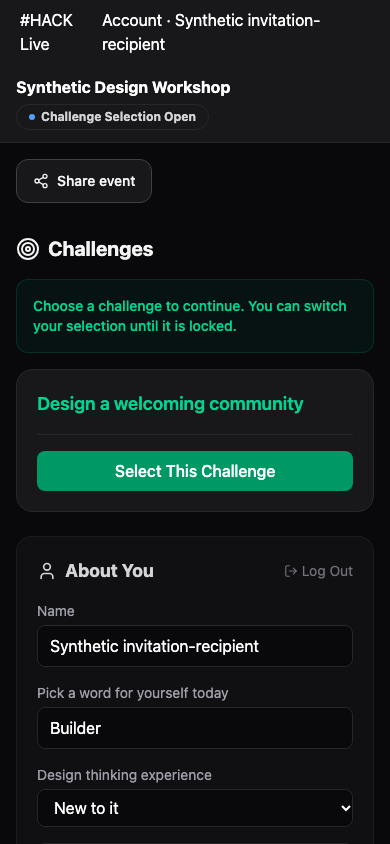 #HACK Live
Account · Synthetic invitation-recipient
Synthetic Design Workshop
Challenge Selection Open
Share event
Challenges
Choose a challenge to continue. You can switch
your selection until it is locked.
Design a welcoming community
Select This Challenge
About You
Log Out
Name
Synthetic invitation-recipient
Pick a word for yourself today
Builder
Design thinking experience
New to it